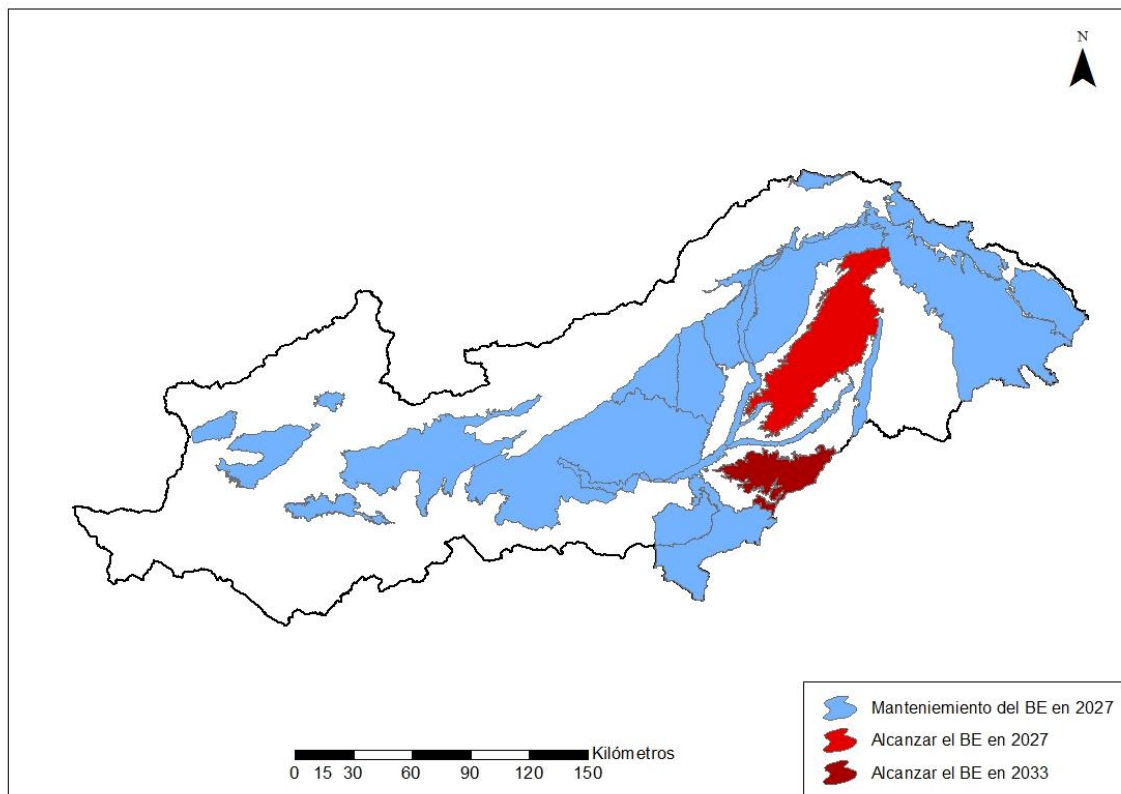 N
Manteniemiento del BE en 2027
Alcanzar el BE en 2027
Alcanzar el BE en 2033
Kilómetros
0 15 30 60 90 120 150